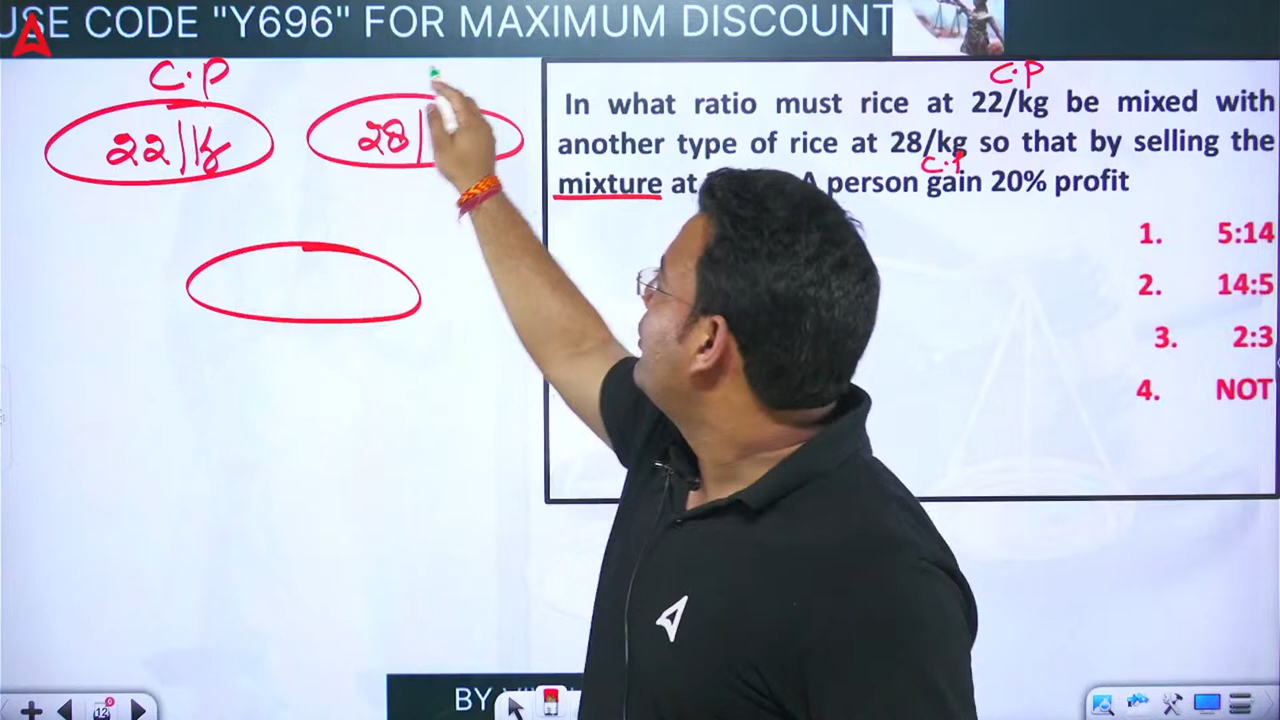 USE CODE "Y696" FOR MAXIMUM DISCOUNT
C.P
22/kg
28/
C.P
In what ratio must rice at 22/kg be mixed with
another type of rice at 28/kg so that by selling the
C.P
mixture at A person gain 20% profit
1. 5:14
2. 14:5
3. 2:3
4. NOT
BY